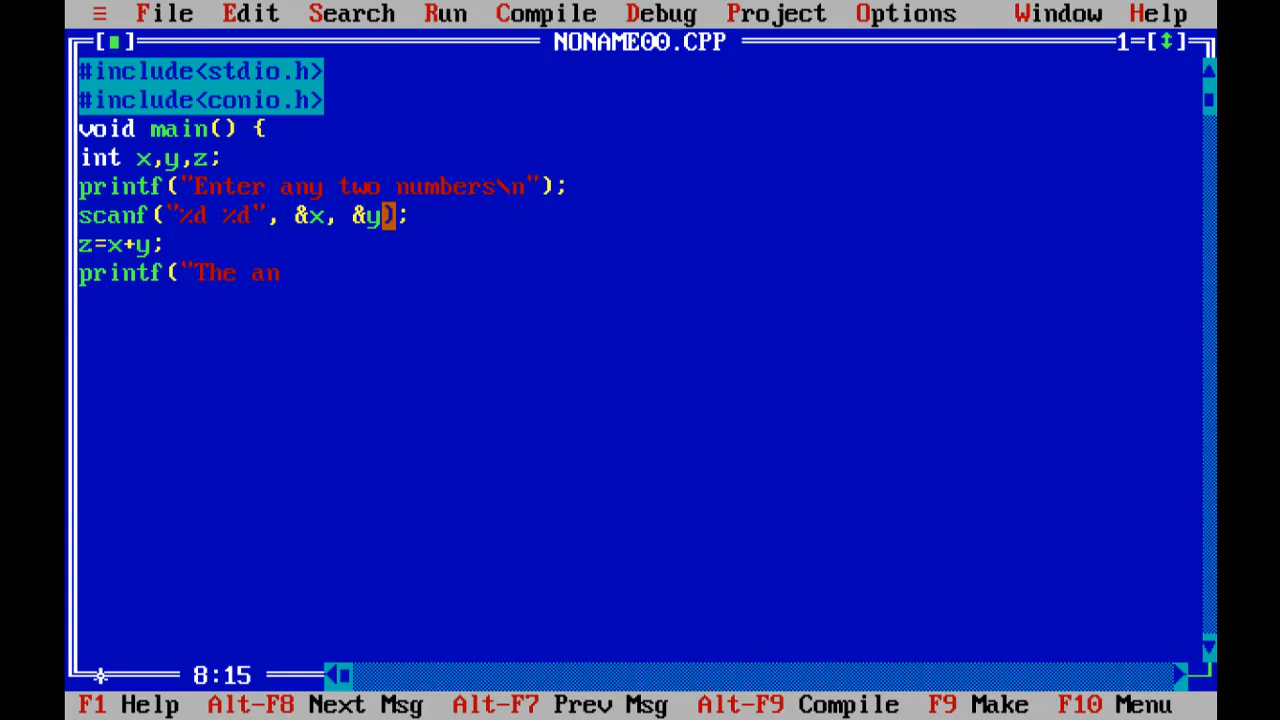 ≡ File Edit Search Run Compile Debug Project Options Window Help
[■] NONAME00.CPP 1=[↕]
#include<stdio.h>
#include<conio.h>
void main() {
int x,y,z;
printf("Enter any two numbers\n");
scanf("%d %d", &x, &y);
z=x+y;
printf("The an
8:15
F1 Help Alt-F8 Next Msg Alt-F7 Prev Msg Alt-F9 Compile F9 Make F10 Menu